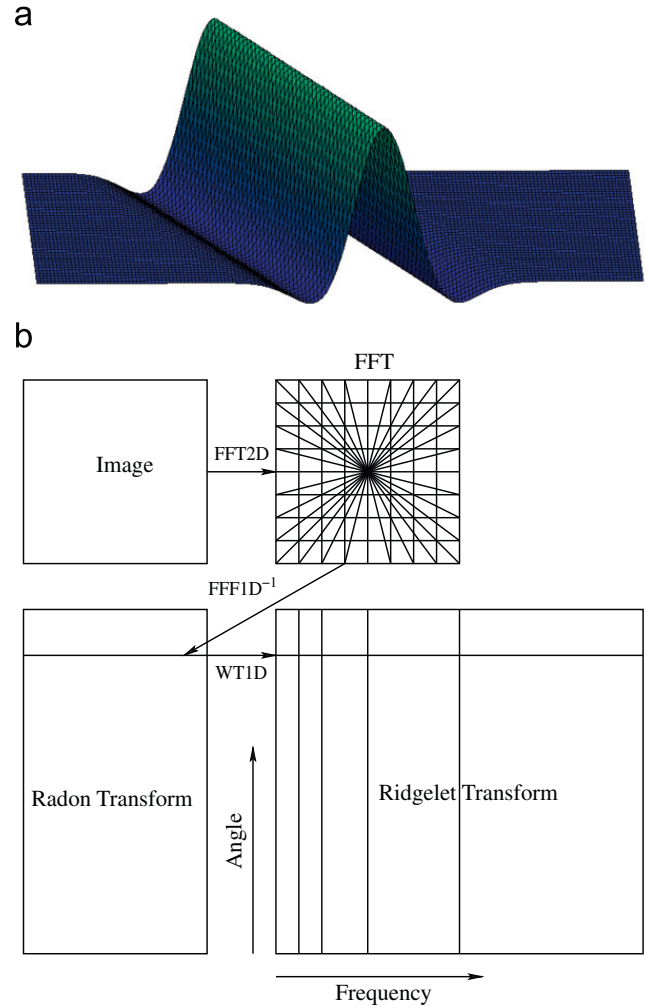 a
b
FFT
Image
FFT2D
FFF1D⁻¹
WT1D
Radon Transform
Angle
Ridgelet Transform
Frequency